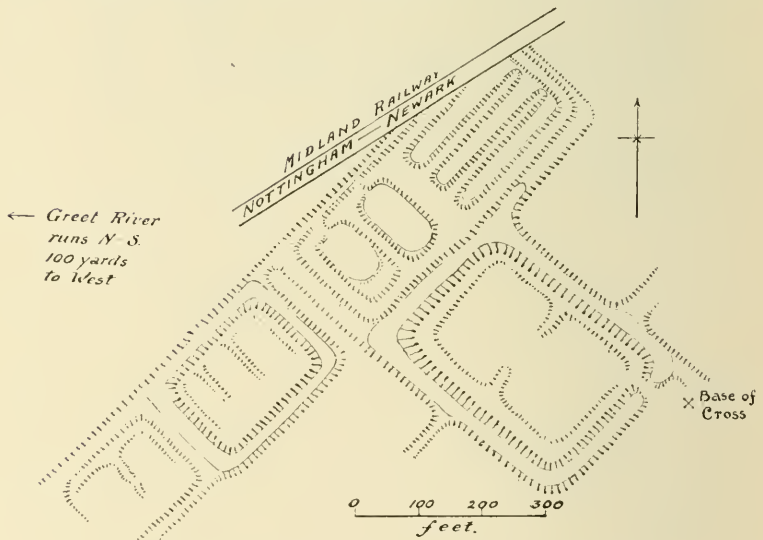 MIDLAND RAILWAY
NOTTINGHAM — NEWARK
← Greet River
runs N–S.
100 yards
to West
× Base of
Cross
0 100 200 300
feet.